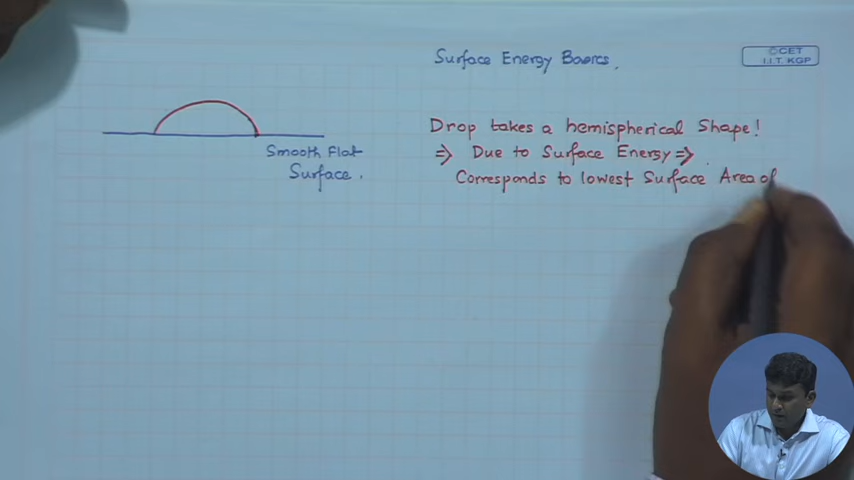 Surface Energy Basics.
©CET
I.I.T. KGP
Drop takes a hemispherical Shape!
⇒ Due to Surface Energy ⇒
Corresponds to lowest Surface Area of
Smooth Flat
Surface.